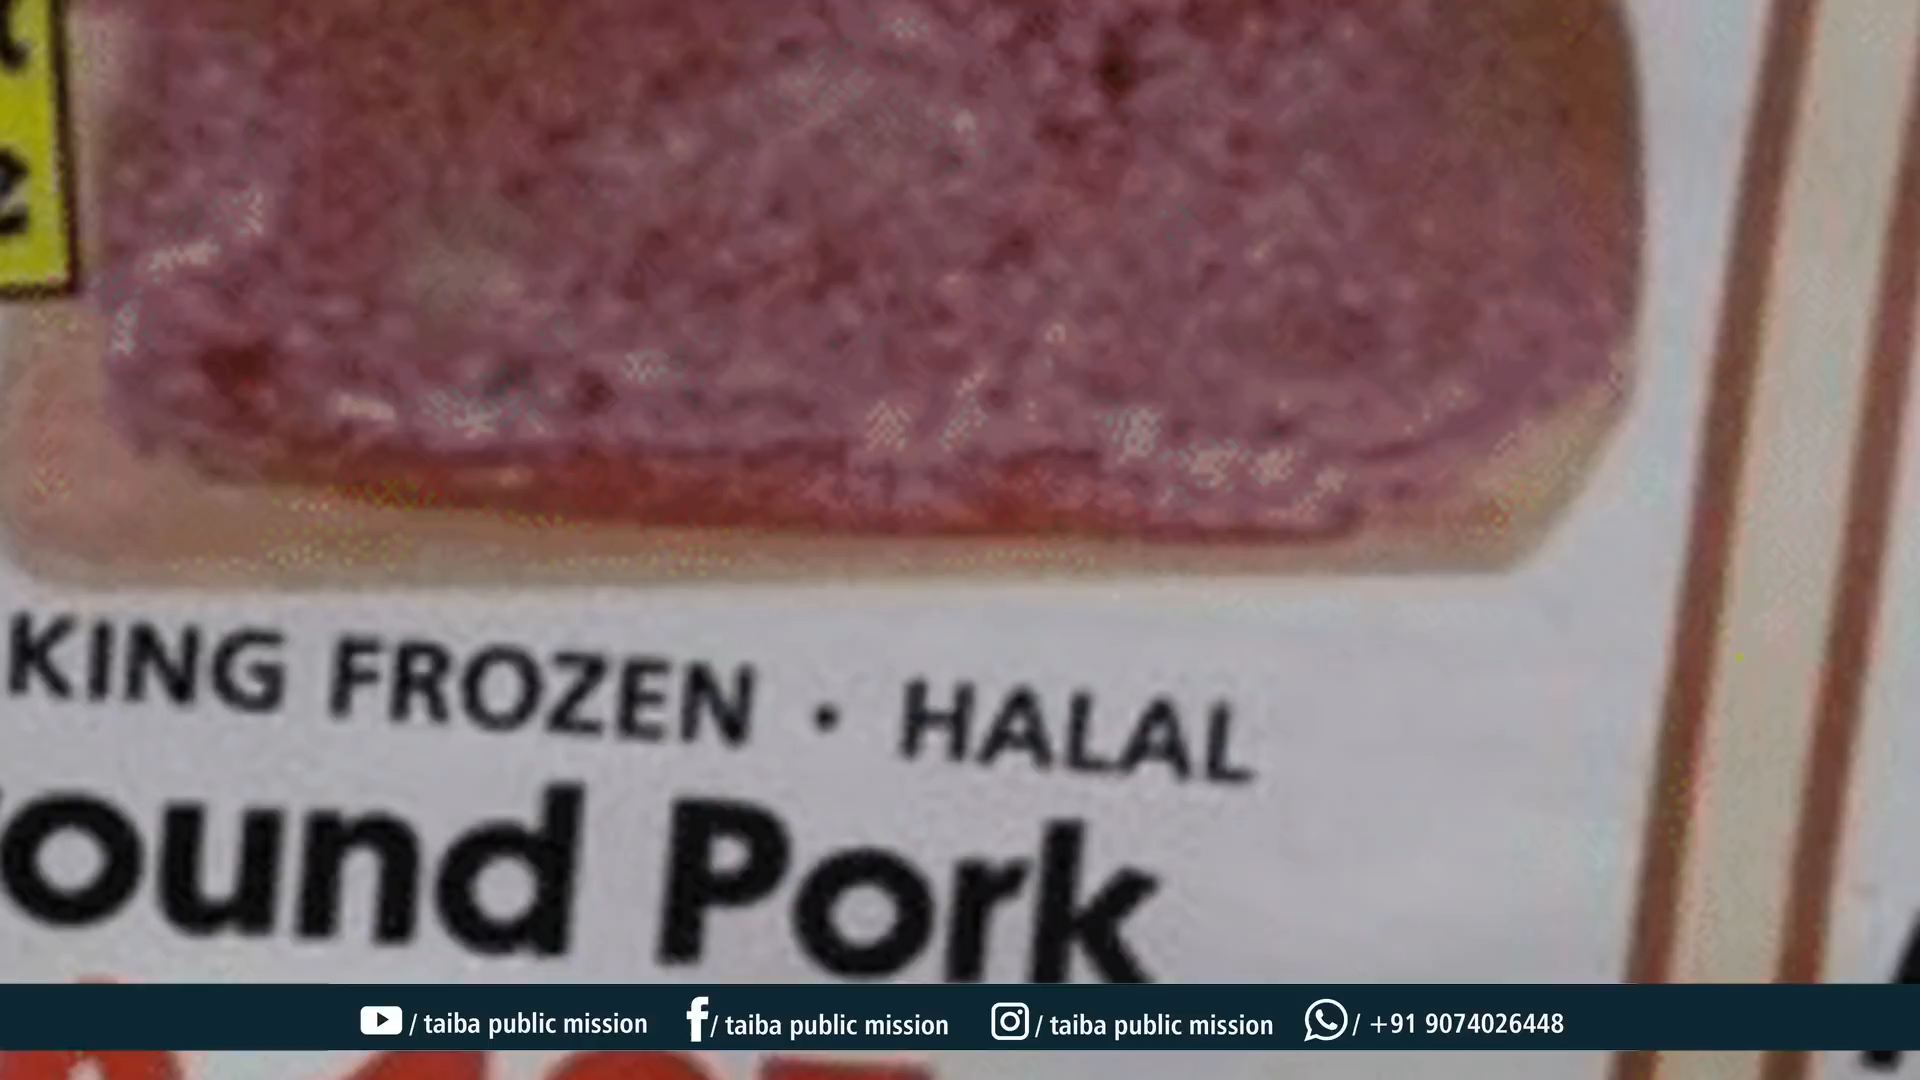 KING FROZEN • HALAL
ound Pork
/ taiba public mission / taiba public mission / taiba public mission / +91 9074026448